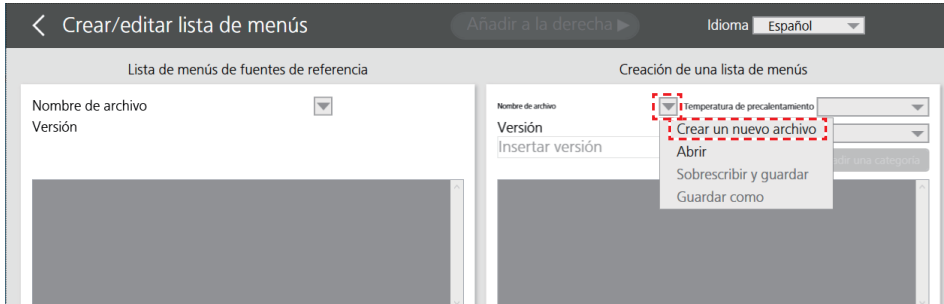 Crear/editar lista de menús
Añadir a la derecha
Idioma
Español
Lista de menús de fuentes de referencia
Nombre de archivo
Versión
Creación de una lista de menús
Nombre de archivo
Temperatura de precalentamiento
Versión
Insertar versión
Crear un nuevo archivo
Abrir
Sobrescribir y guardar
Guardar como
una categoría